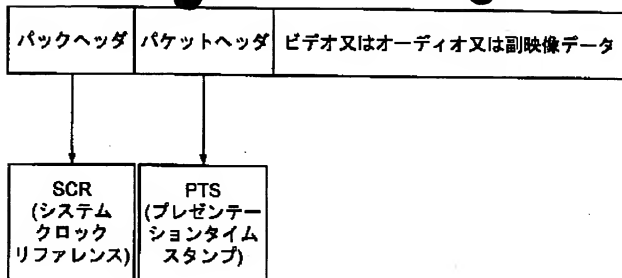 パックヘッダ
パケットヘッダ
ビデオ又はオーディオ又は副映像データ
SCR
(システム
クロック
リファレンス)
PTS
(プレゼンテー
ションタイム
スタンプ)